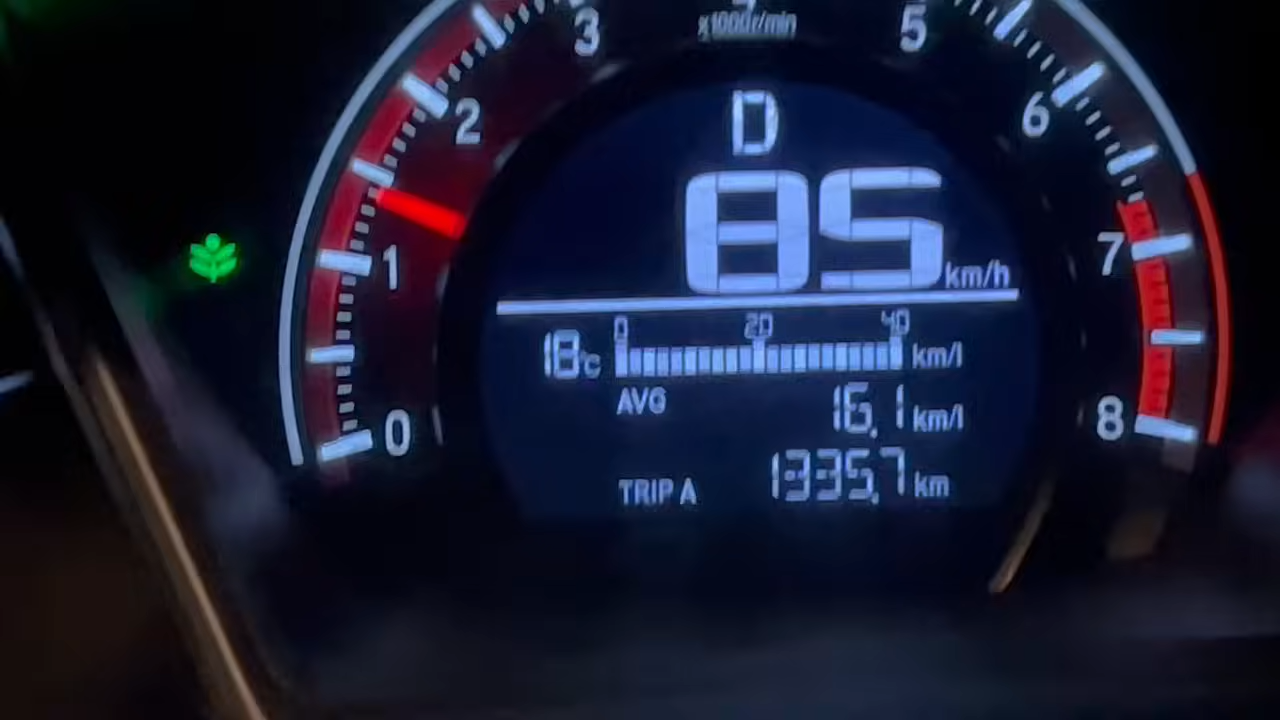 3 5
x1000r/min
2 D 6
85 km/h
1 7
0 20 40
18°c km/l
AVG 16.1 km/l
0 8
TRIP A 1335.7 km